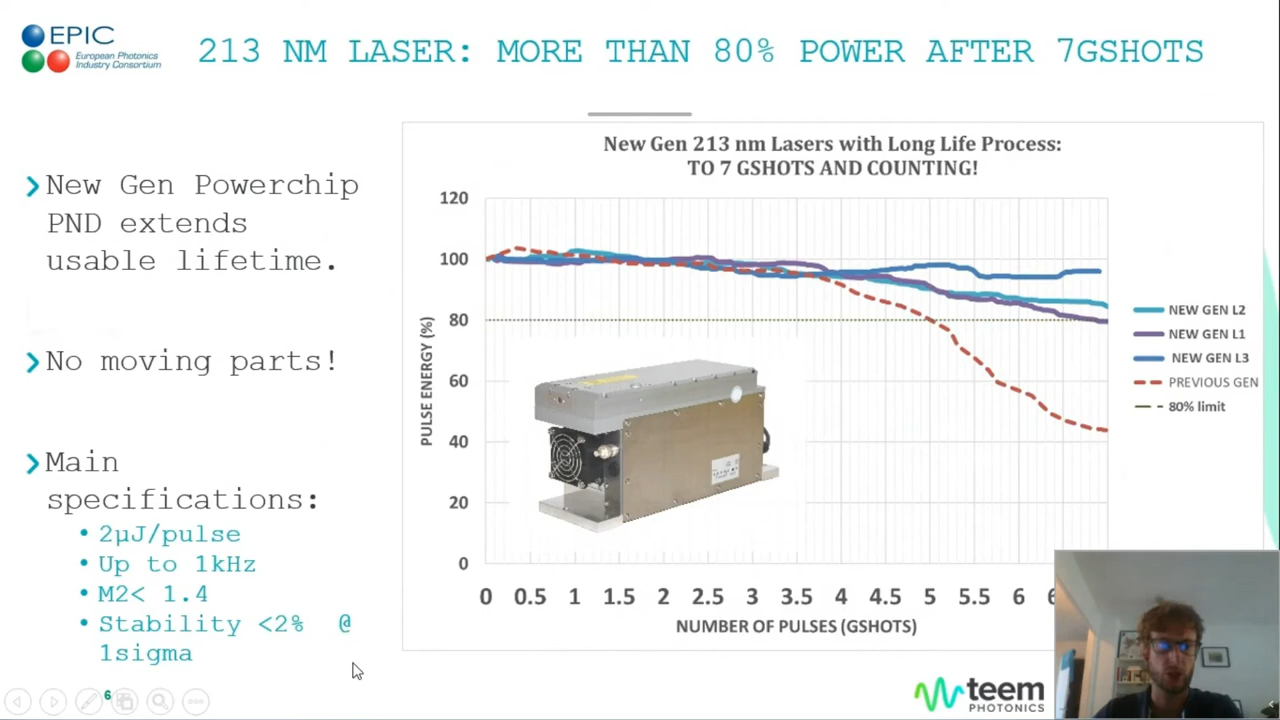 EPIC
European Photonics
Industry Consortium
213 NM LASER: MORE THAN 80% POWER AFTER 7GSHOTS
New Gen Powerchip
PND extends
usable lifetime.
No moving parts!
Main
specifications:
• 2µJ/pulse
• Up to 1kHz
• M2< 1.4
• Stability <2% @
1sigma
6
New Gen 213 nm Lasers with Long Life Process:
TO 7 GSHOTS AND COUNTING!
PULSE ENERGY (%)
120
100
80
60
40
20
0
0 0.5 1 1.5 2 2.5 3 3.5 4 4.5 5 5.5 6
NUMBER OF PULSES (GSHOTS)
NEW GEN L2
NEW GEN L1
NEW GEN L3
PREVIOUS GEN
80% limit
teem
PHOTONICS